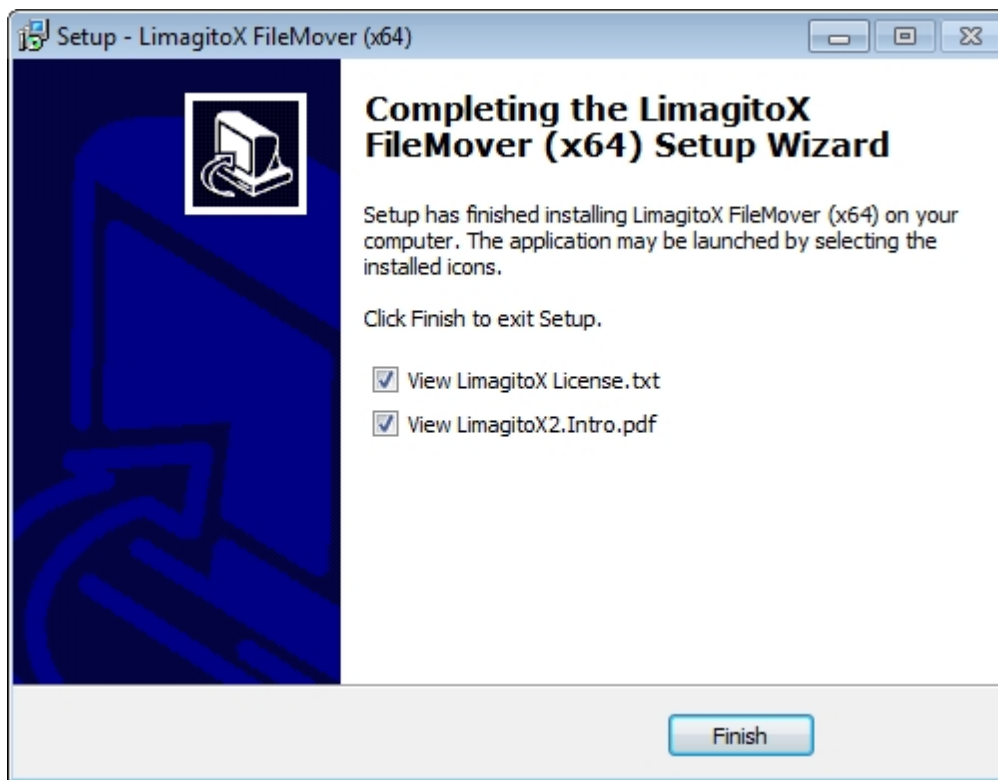 Setup - LimagitoX FileMover (x64)
Completing the LimagitoX
FileMover (x64) Setup Wizard
Setup has finished installing LimagitoX FileMover (x64) on your
computer. The application may be launched by selecting the
installed icons.
Click Finish to exit Setup.
View LimagitoX License.txt
View LimagitoX2.Intro.pdf
Finish